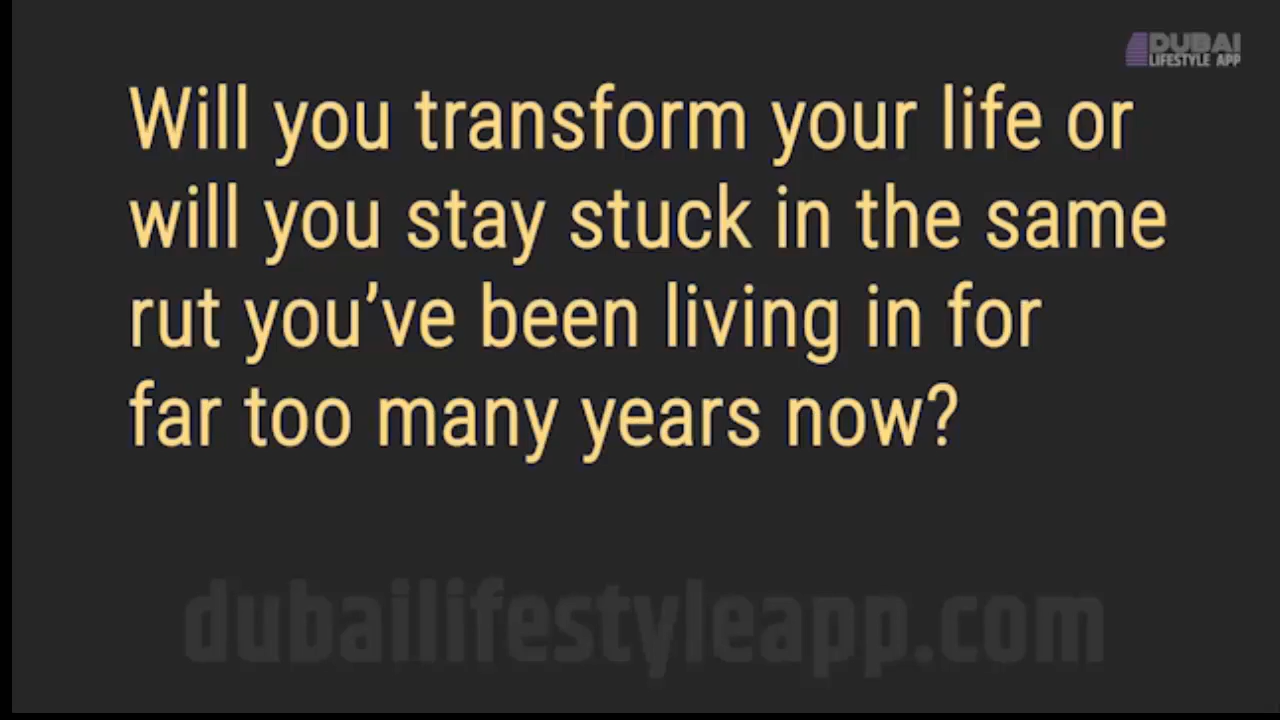 DUBAI
LIFESTYLE APP
Will you transform your life or
will you stay stuck in the same
rut you’ve been living in for
far too many years now?
dubailifestyleapp.com